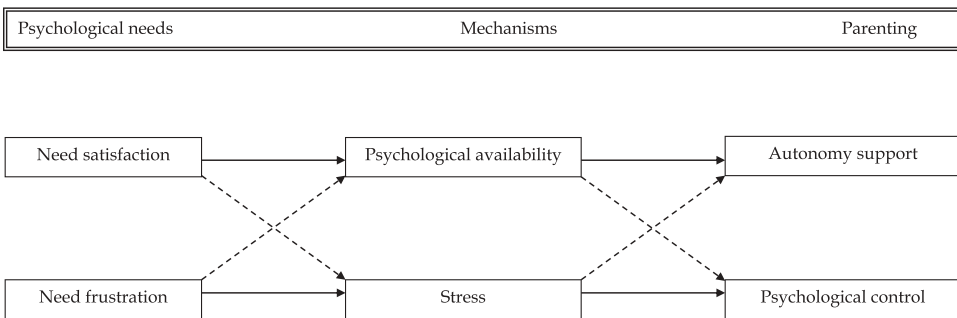 Psychological needs Mechanisms Parenting
Need satisfaction Psychological availability Autonomy support
Need frustration Stress Psychological control